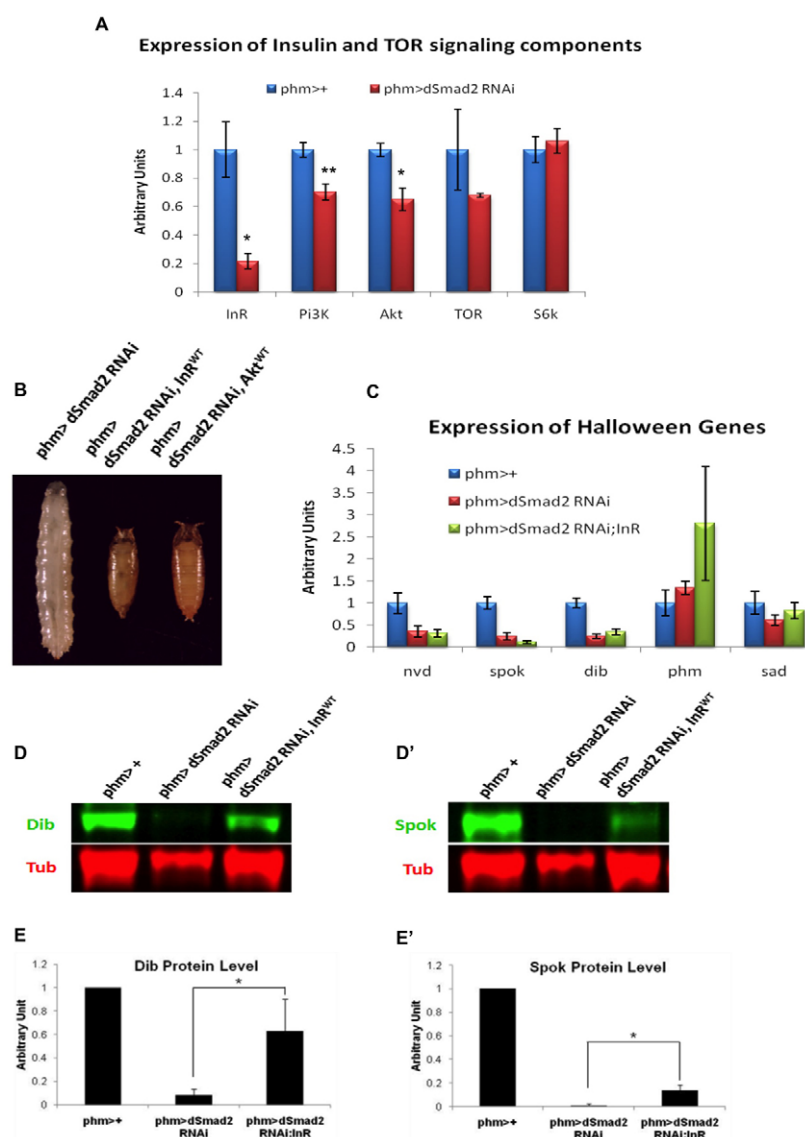 A
Expression of Insulin and TOR signaling components
phm>+
phm>dSmad2 RNAi
Arbitrary Units
1.4
1.2
1
0.8
0.6
0.4
0.2
0
*
**
*
InR
Pi3K
Akt
TOR
S6k
B
phm> dSmad2 RNAi
phm>
dSmad2 RNAi, InR^WT
phm>
dSmad2 RNAi, Akt^WT
C
Expression of Halloween Genes
phm>+
phm>dSmad2 RNAi
phm>dSmad2 RNAi;InR
Arbitrary Units
4.5
4
3.5
3
2.5
2
1.5
1
0.5
0
nvd
spok
dib
phm
sad
D
phm> +
phm> dSmad2 RNAi
phm>
dSmad2 RNAi, InR^WT
Dib
Tub
D'
phm> +
phm> dSmad2 RNAi
phm>
dSmad2 RNAi, InR^WT
Spok
Tub
E
Dib Protein Level
Arbitrary Unit
1.2
1
0.8
0.6
0.4
0.2
0
*
phm>+
phm>dSmad2
RNAi
phm>dSmad2
RNAi;InR
E'
Spok Protein Level
Arbitrary Unit
1.2
1
0.8
0.6
0.4
0.2
0
*
phm>+
phm>dSmad2
RNAi
phm>dSmad2
RNAi;InR